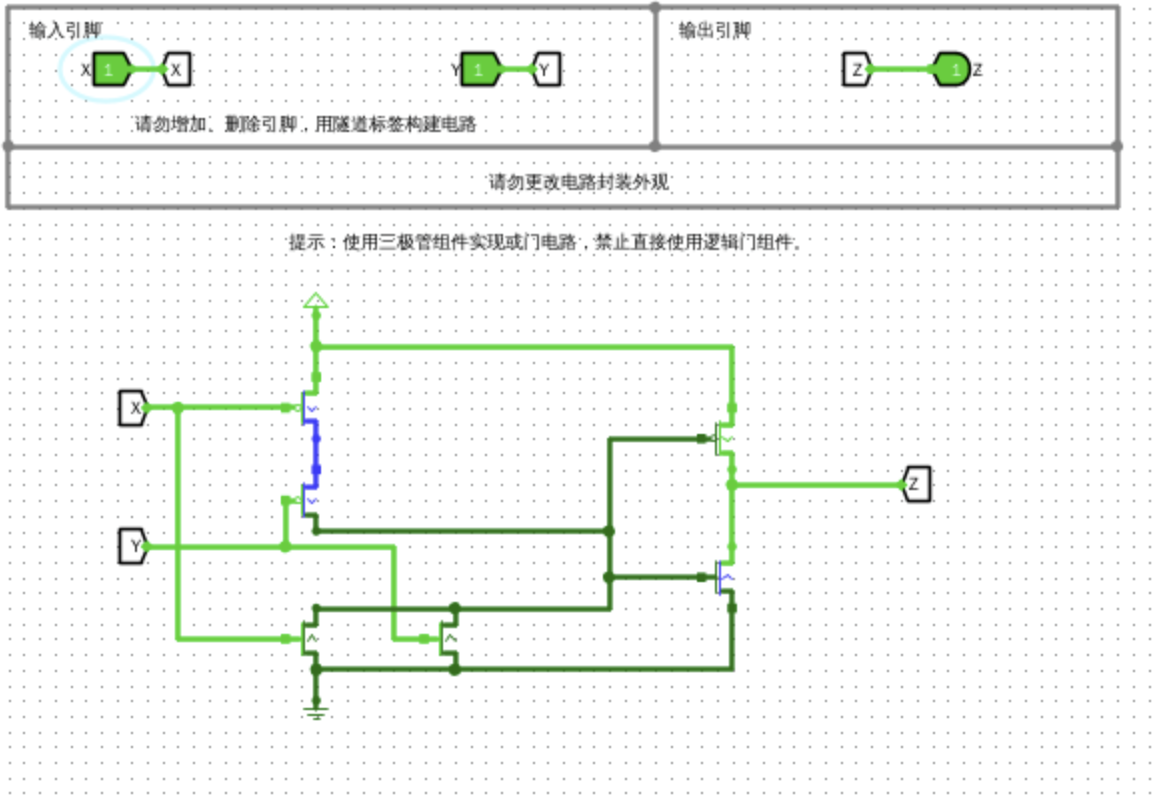 输入引脚
输出引脚
X 1 X
Y 1 Y
Z 1 Z
请勿增加、删除引脚，用隧道标签构建电路
请勿更改电路封装外观
提示：使用三极管组件实现或门电路，禁止直接使用逻辑门组件。
X
Z
Y